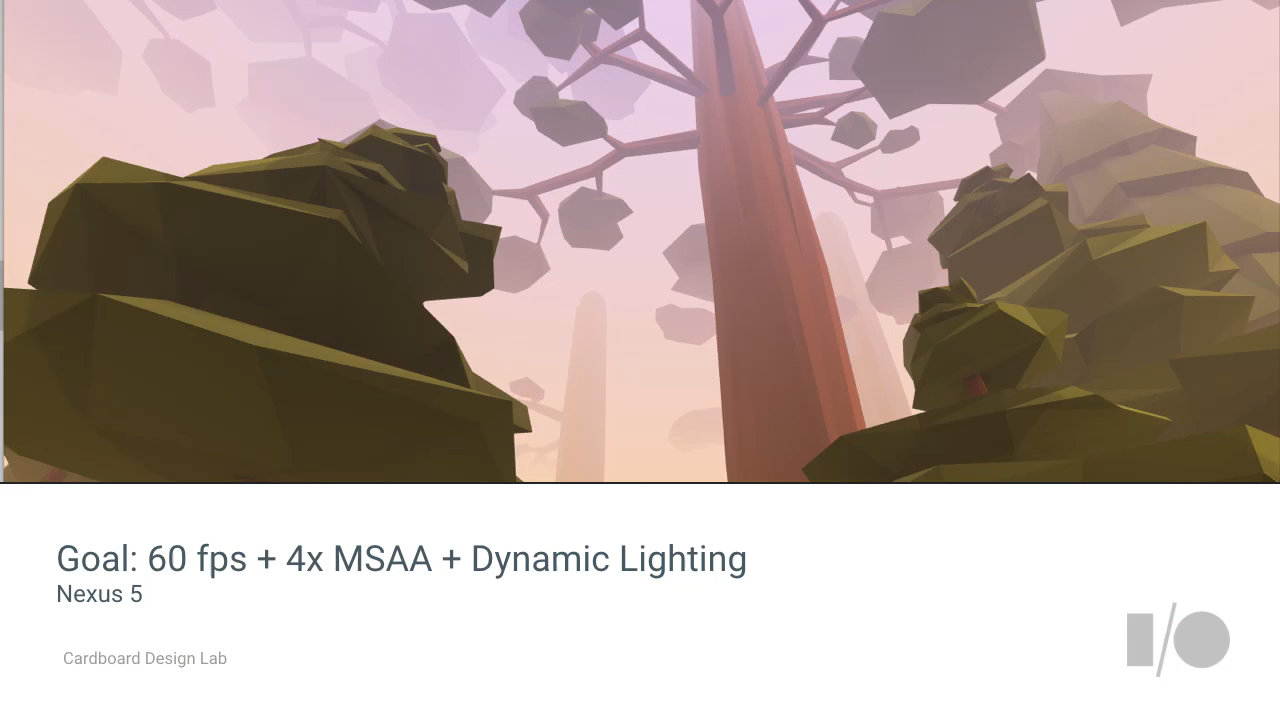 Goal: 60 fps + 4x MSAA + Dynamic Lighting
Nexus 5
Cardboard Design Lab
I/O